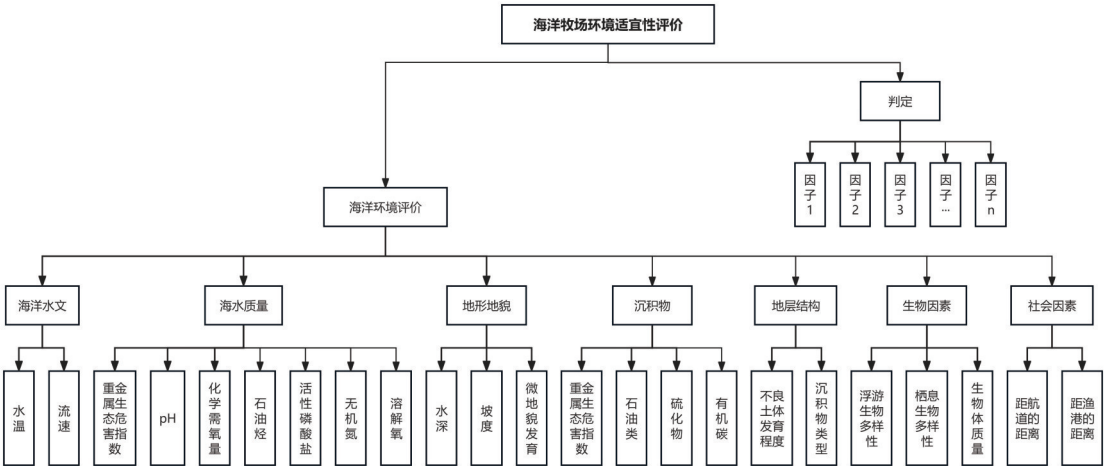 海洋牧场环境适宜性评价
判定
因子1
因子2
因子3
因子...
因子n
海洋环境评价
海洋水文
海水质量
地形地貌
沉积物
地层结构
生物因素
社会因素
水温
流速
重金属生态危害指数
pH
化学需氧量
石油烃
活性磷酸盐
无机氮
溶解氧
水深
坡度
微地貌发育
重金属生态危害指数
石油类
硫化物
有机碳
不良土体发育程度
沉积物类型
浮游生物的多样性
栖息生物多样性
生物体质量
距航道的距离
距渔港的距离